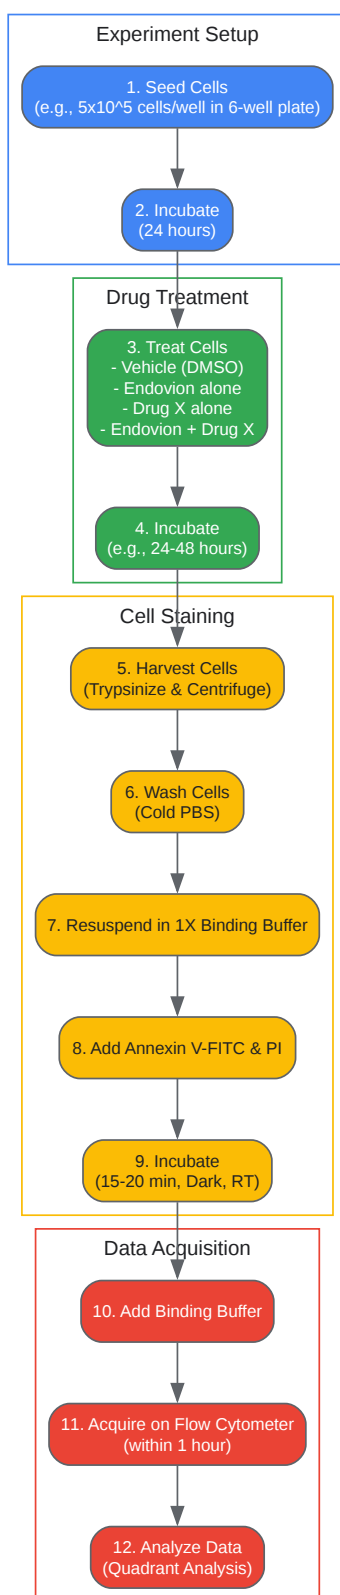 Experiment Setup
1. Seed Cells
(e.g., 5x10^5 cells/well in 6-well plate)
2. Incubate
(24 hours)
Drug Treatment
3. Treat Cells
- Vehicle (DMSO)
- Endovion alone
- Drug X alone
- Endovion + Drug X
4. Incubate
(e.g., 24-48 hours)
Cell Staining
5. Harvest Cells
(Trypsinize & Centrifuge)
6. Wash Cells
(Cold PBS)
7. Resuspend in 1X Binding Buffer
8. Add Annexin V-FITC & PI
9. Incubate
(15-20 min, Dark, RT)
Data Acquisition
10. Add Binding Buffer
11. Acquire on Flow Cytometer
(within 1 hour)
12. Analyze Data
(Quadrant Analysis)